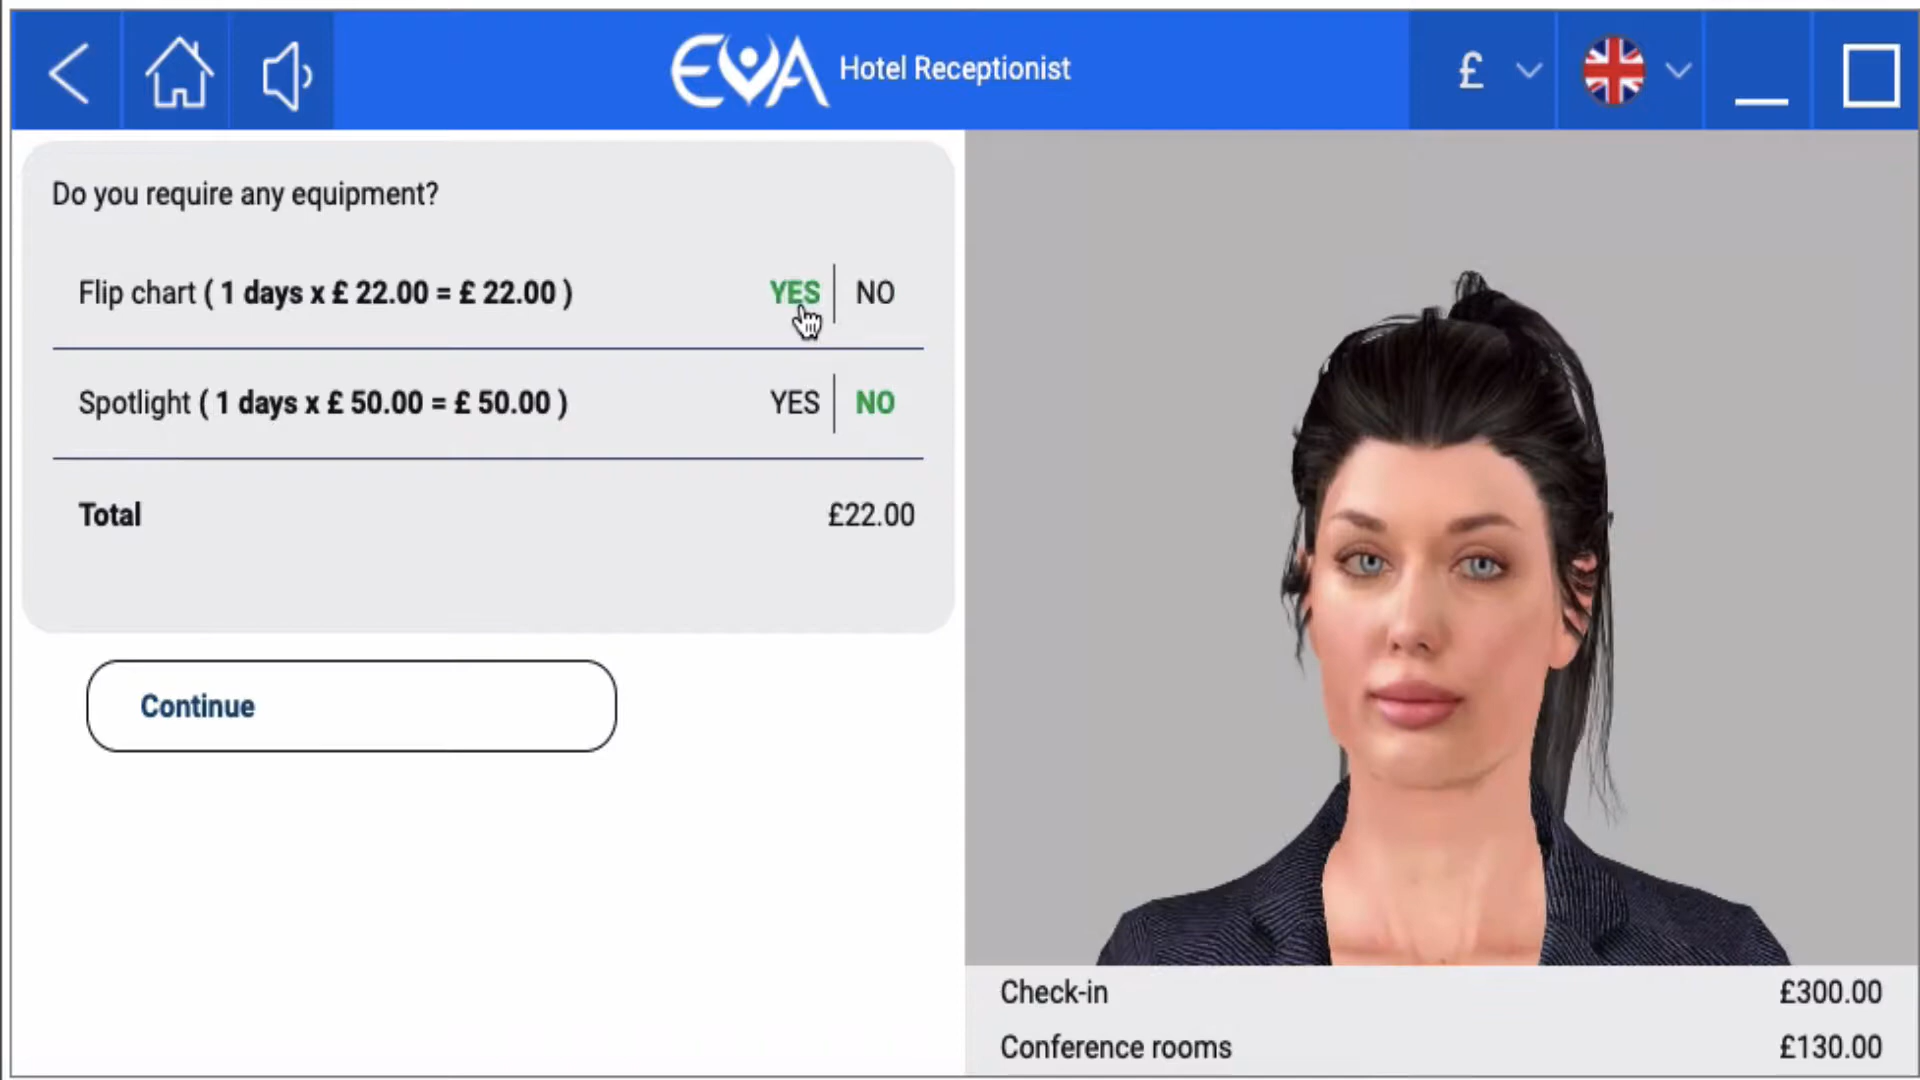 EVA Hotel Receptionist £
Do you require any equipment?
Flip chart ( 1 days x £ 22.00 = £ 22.00 ) YES NO
Spotlight ( 1 days x £ 50.00 = £ 50.00 ) YES NO
Total £22.00
Continue
Check-in £300.00
Conference rooms £130.00